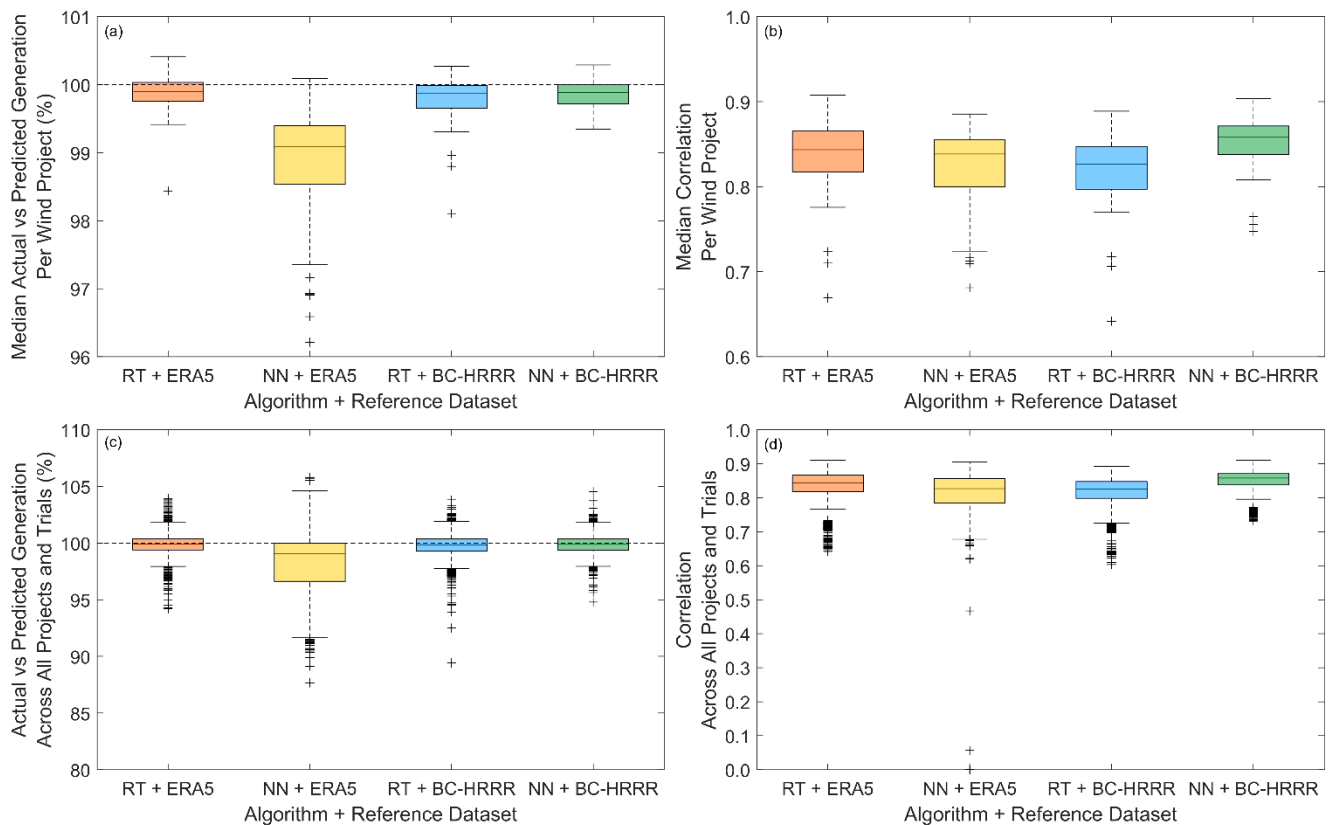 (a)
Median Actual vs Predicted Generation
Per Wind Project (%)
101
100
99
98
97
96
RT + ERA5 NN + ERA5 RT + BC-HRRR NN + BC-HRRR
Algorithm + Reference Dataset
(b)
Median Correlation
Per Wind Project
1.0
0.9
0.8
0.7
0.6
RT + ERA5 NN + ERA5 RT + BC-HRRR NN + BC-HRRR
Algorithm + Reference Dataset
(c)
Actual vs Predicted Generation
Across All Projects and Trials (%)
110
105
100
95
90
85
80
RT + ERA5 NN + ERA5 RT + BC-HRRR NN + BC-HRRR
Algorithm + Reference Dataset
(d)
Correlation
Across All Projects and Trials
1.0
0.9
0.8
0.7
0.6
0.5
0.4
0.3
0.2
0.1
0.0
RT + ERA5 NN + ERA5 RT + BC-HRRR NN + BC-HRRR
Algorithm + Reference Dataset